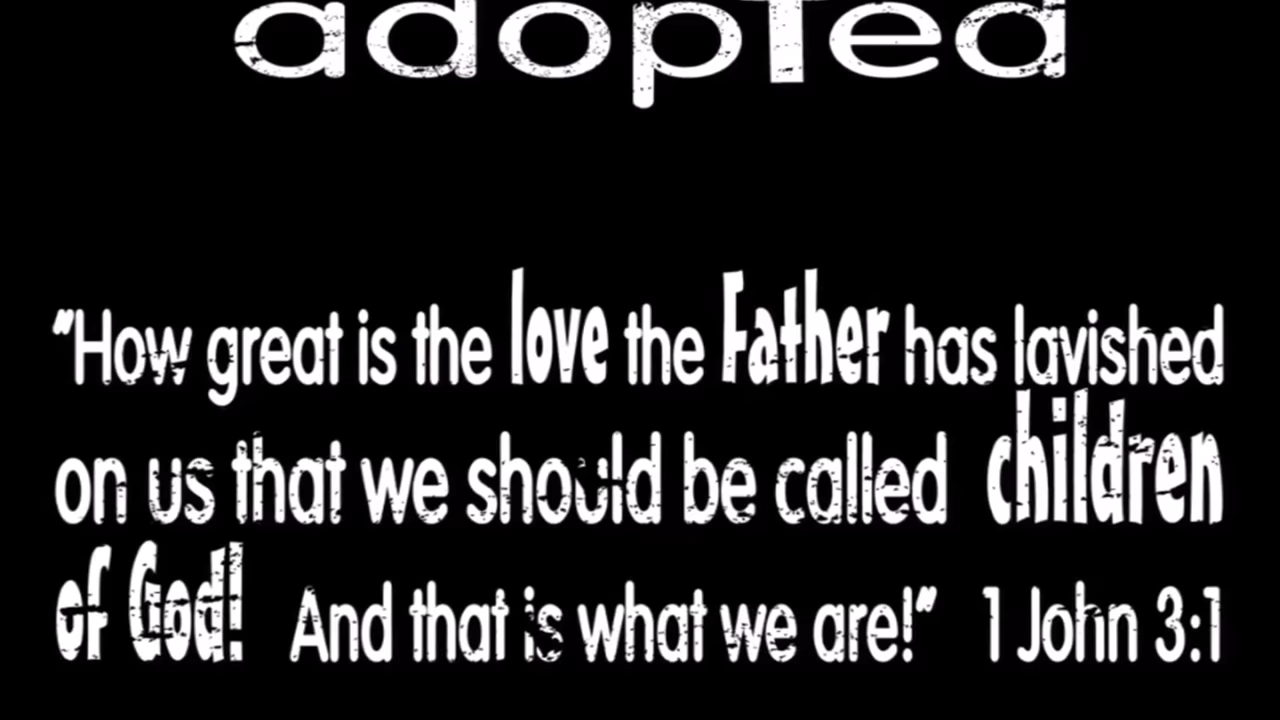 adopted
"How great is the love the Father has lavished
on us that we should be called children
of God! And that is what we are!" 1 John 3:1